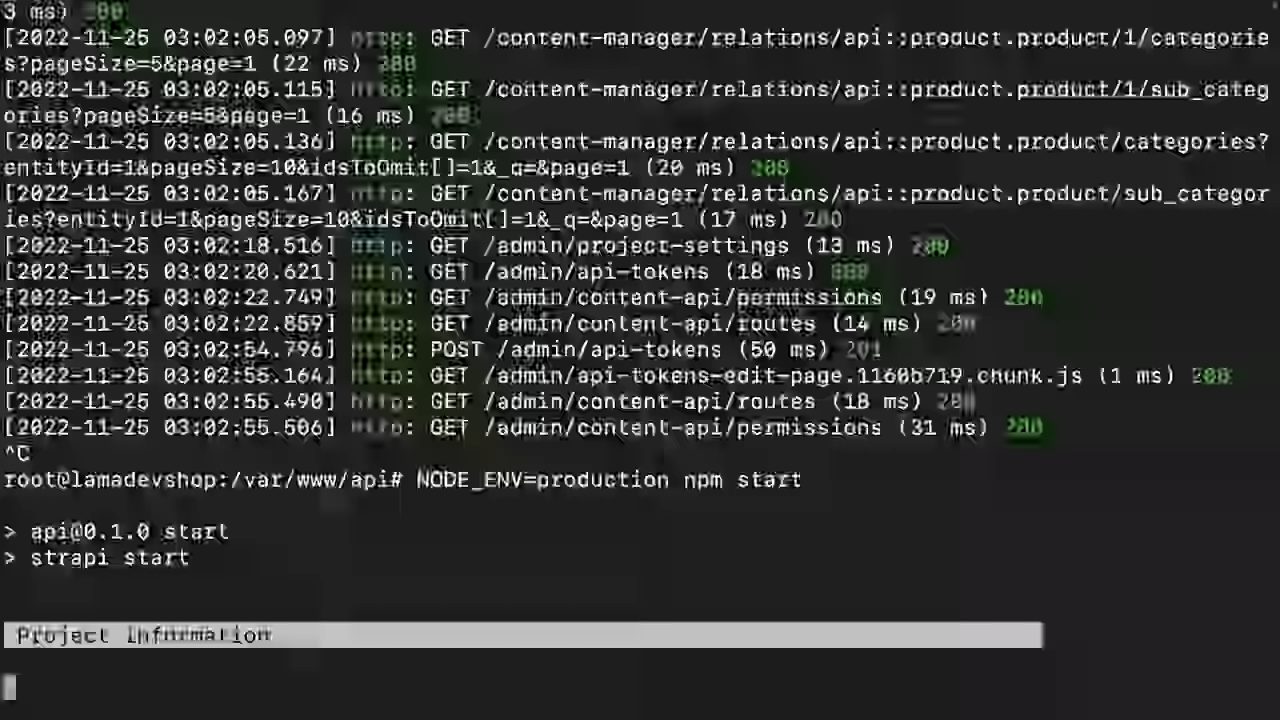 3 ms) 200
[2022-11-25 03:02:05.097] http: GET /content-manager/relations/api::product.product/1/categorie
s?pageSize=5&page=1 (22 ms) 200
[2022-11-25 03:02:05.115] http: GET /content-manager/relations/api::product.product/1/sub_categ
ories?pageSize=5&page=1 (16 ms) 200
[2022-11-25 03:02:05.136] http: GET /content-manager/relations/api::product.product/categories?
entityId=1&pageSize=10&idsToOmit[]=1&_q=&page=1 (20 ms) 200
[2022-11-25 03:02:05.167] http: GET /content-manager/relations/api::product.product/sub_categor
ies?entityId=1&pageSize=10&idsToOmit[]=1&_q=&page=1 (17 ms) 200
[2022-11-25 03:02:18.516] http: GET /admin/project-settings (13 ms) 200
[2022-11-25 03:02:20.621] http: GET /admin/api-tokens (18 ms) 200
[2022-11-25 03:02:22.749] http: GET /admin/content-api/permissions (19 ms) 200
[2022-11-25 03:02:22.859] http: GET /admin/content-api/routes (14 ms) 200
[2022-11-25 03:02:54.796] http: POST /admin/api-tokens (50 ms) 201
[2022-11-25 03:02:55.164] http: GET /admin/api-tokens-edit-page.1160b719.chunk.js (1 ms) 200
[2022-11-25 03:02:55.490] http: GET /admin/content-api/routes (18 ms) 200
[2022-11-25 03:02:55.506] http: GET /admin/content-api/permissions (31 ms) 200
^C
root@lamadevshop:/var/www/api# NODE_ENV=production npm start
> api@0.1.0 start
> strapi start
Project information